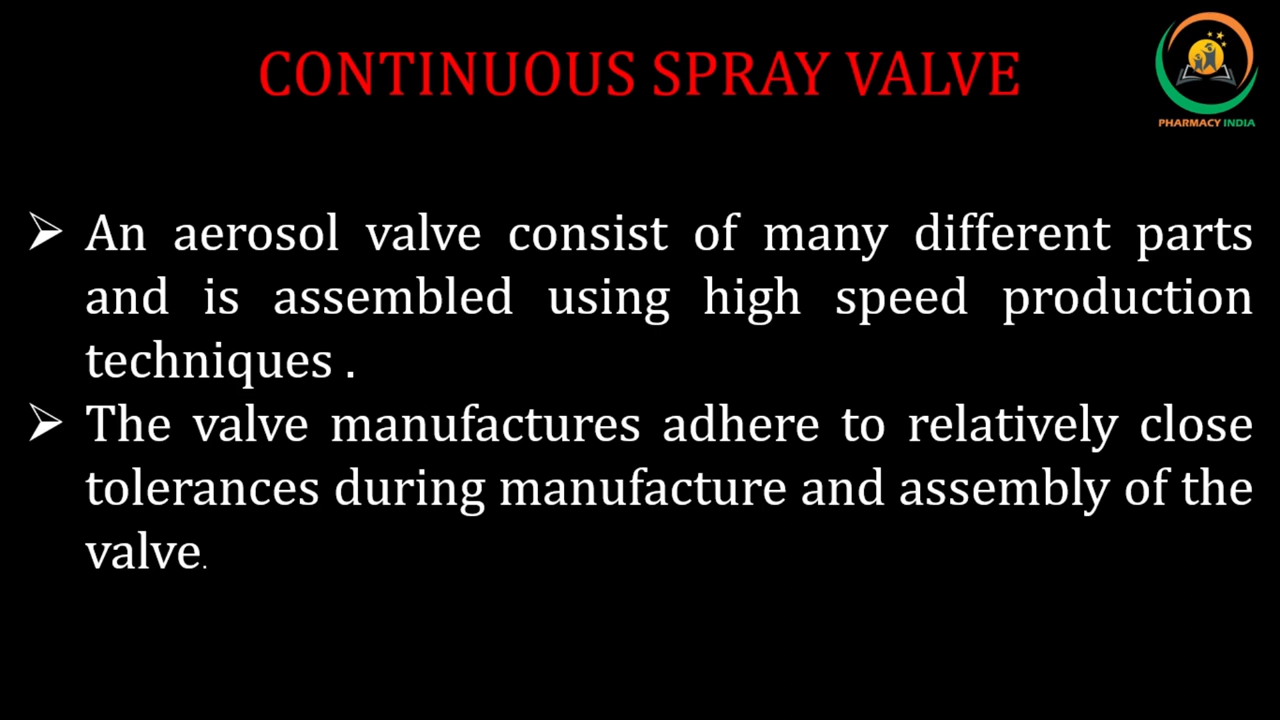 CONTINUOUS SPRAY VALVE
PHARMACY INDIA
➢ An aerosol valve consist of many different parts
and is assembled using high speed production
techniques .
➢ The valve manufactures adhere to relatively close
tolerances during manufacture and assembly of the
valve.